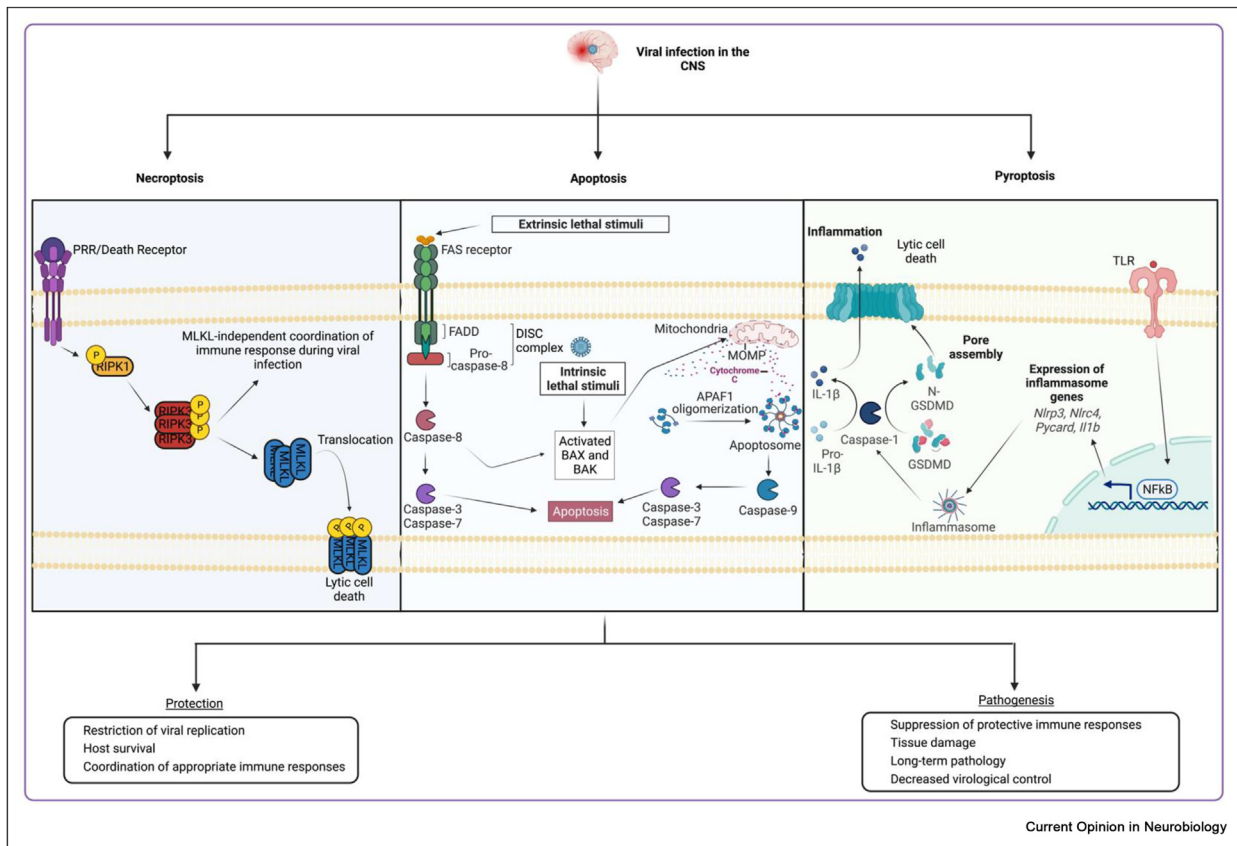 Viral infection in the
CNS
Necroptosis
Apoptosis
Pyroptosis
PRR/Death Receptor
P
RIPK1
MLKL-independent coordination of
immune response during viral
infection
RIPK3
RIPK3
RIPK3
P
P
P
MLKL
MLKL
MLKL
Translocation
P
P
P
MLKL
MLKL
MLKL
Lytic cell
death
Extrinsic lethal stimuli
FAS receptor
FADD
Pro-
caspase-8
DISC
complex
Intrinsic
lethal stimuli
Caspase-8
Activated
BAX and
BAK
Caspase-3
Caspase-7
Apoptosis
Mitochondria
MOMP
Cytochrome
C
APAF1
oligomerization
Apoptosome
Caspase-3
Caspase-7
Caspase-9
Inflammation
Lytic cell
death
TLR
Pore
assembly
IL-1β
N-
GSDMD
Caspase-1
Pro-
IL-1β
GSDMD
Expression of
inflammasome
genes
Nlrp3, Nlrc4,
Pycard, Il1b
Inflammasome
NFkB
Protection
Restriction of viral replication
Host survival
Coordination of appropriate immune responses
Pathogenesis
Suppression of protective immune responses
Tissue damage
Long-term pathology
Decreased virological control
Current Opinion in Neurobiology